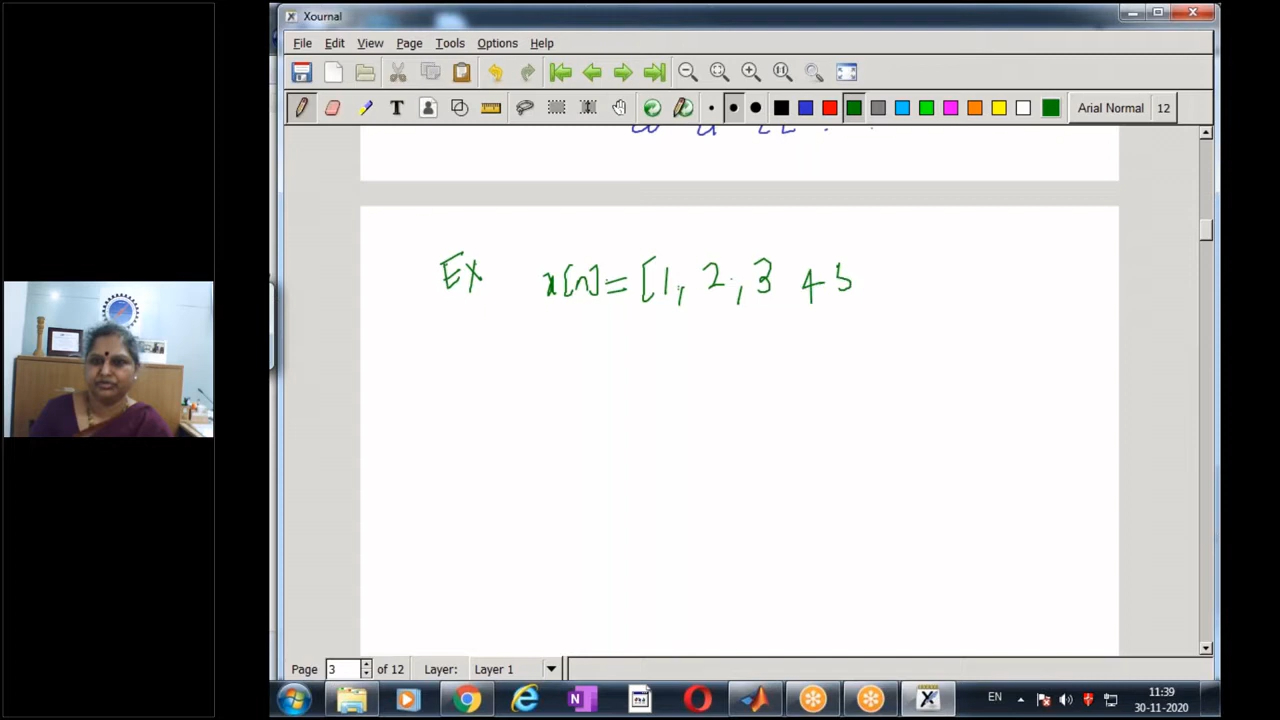 Xournal
File Edit View Page Tools Options Help
Arial Normal 12
EX x[n]=[1, 2, 3 4 5
Page 3 of 12 Layer: Layer 1
EN 11:39
30-11-2020